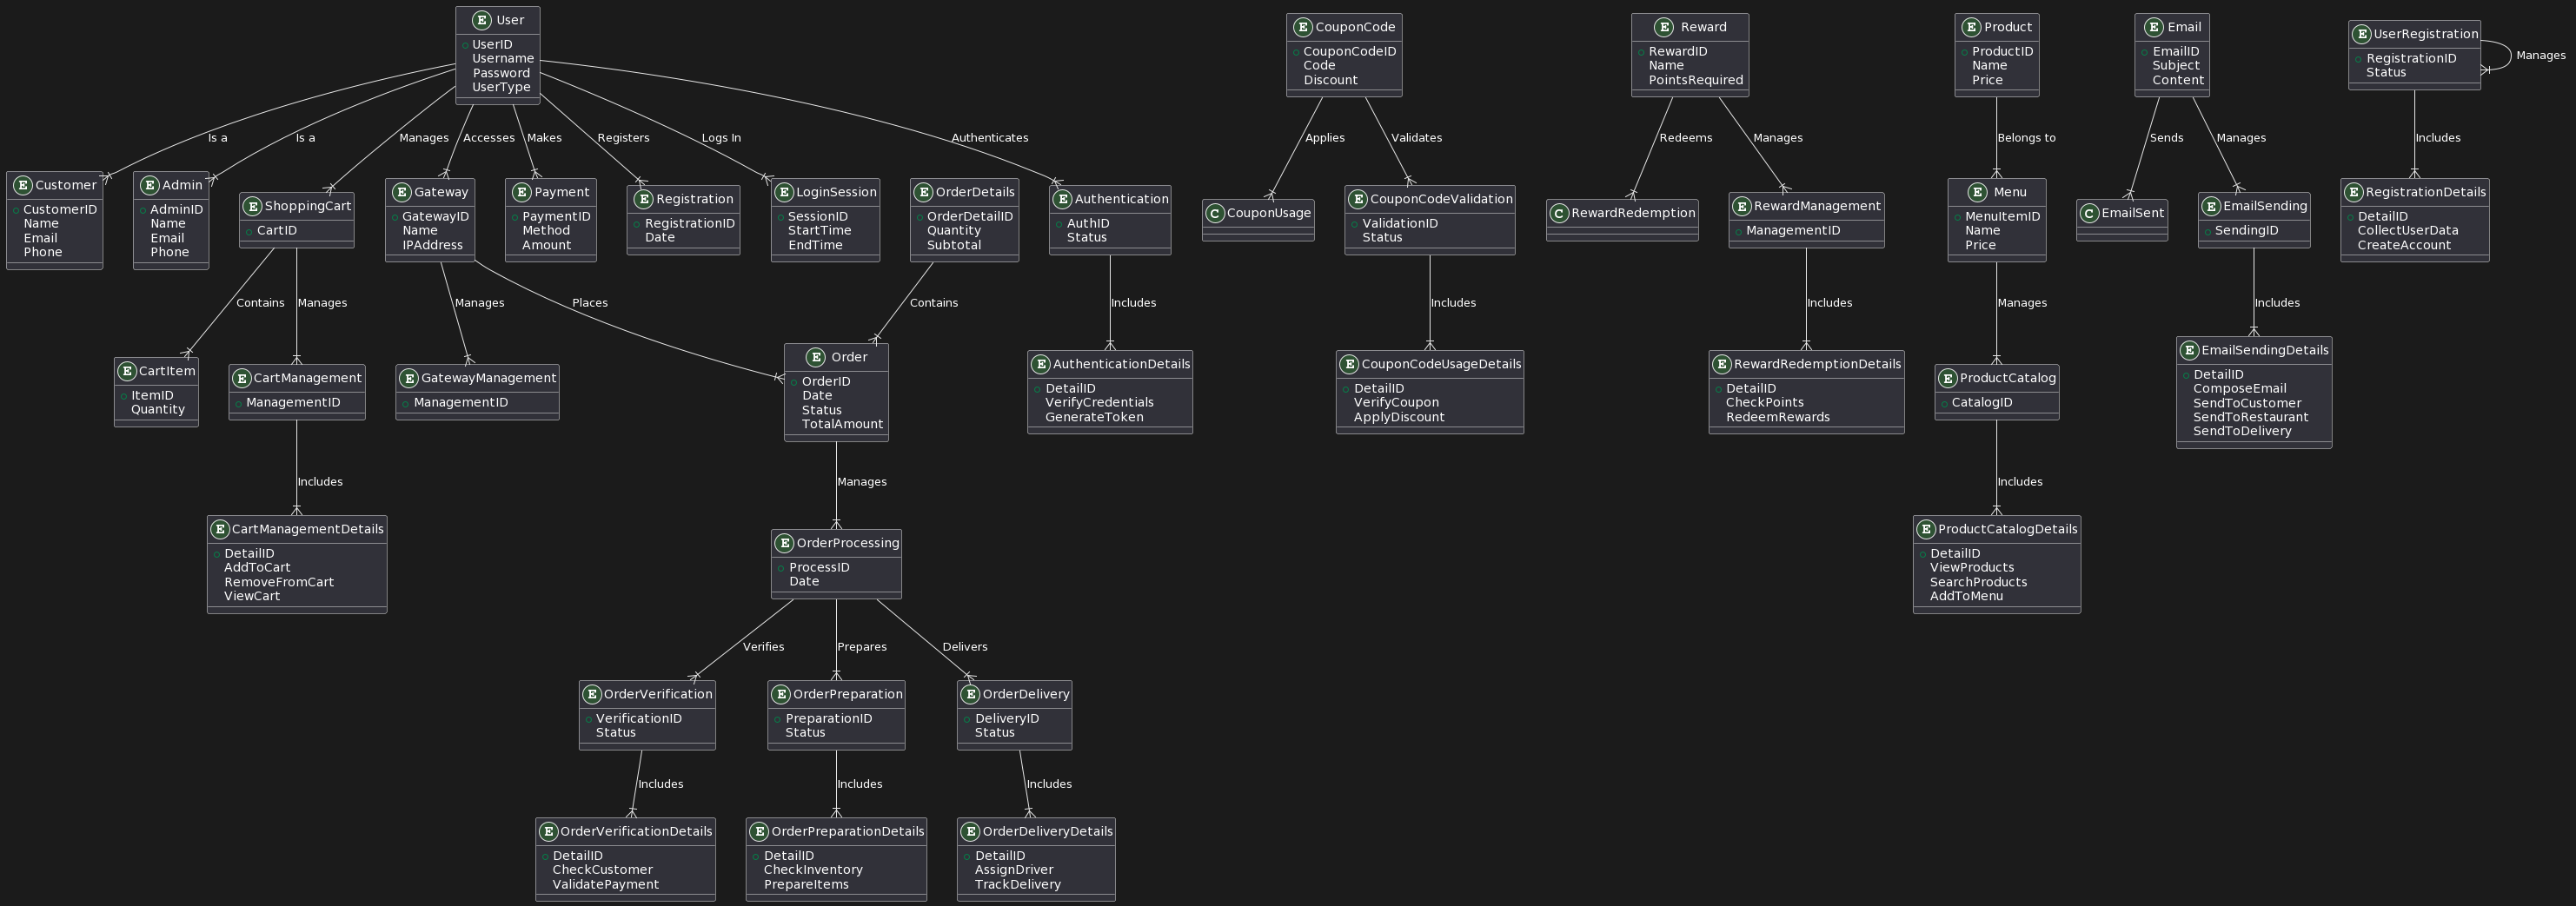 E User
UserID
Username
Password
UserType
E CouponCode
CouponCodeID
Code
Discount
E Reward
RewardID
Name
PointsRequired
E Product
ProductID
Name
Price
E Email
EmailID
Subject
Content
E UserRegistration
RegistrationID
Status
Manages
Is a
Is a
Manages
Accesses
Makes
Registers
Logs In
Authenticates
Applies
Validates
Redeems
Manages
Belongs to
Sends
Manages
Includes
E Customer
CustomerID
Name
Email
Phone
E Admin
AdminID
Name
Email
Phone
E ShoppingCart
CartID
E Gateway
GatewayID
Name
IPAddress
E Payment
PaymentID
Method
Amount
E Registration
RegistrationID
Date
E LoginSession
SessionID
StartTime
EndTime
E OrderDetails
OrderDetailID
Quantity
Subtotal
E Authentication
AuthID
Status
C CouponUsage
E CouponCodeValidation
ValidationID
Status
C RewardRedemption
E RewardManagement
ManagementID
E Menu
MenuItemID
Name
Price
C EmailSent
E EmailSending
SendingID
E RegistrationDetails
DetailID
CollectUserData
CreateAccount
Contains
Manages
Manages
Places
Contains
Includes
Includes
Includes
Manages
Includes
E CartItem
ItemID
Quantity
E CartManagement
ManagementID
E GatewayManagement
ManagementID
E Order
OrderID
Date
Status
TotalAmount
E AuthenticationDetails
DetailID
VerifyCredentials
GenerateToken
E CouponCodeUsageDetails
DetailID
VerifyCoupon
ApplyDiscount
E RewardRedemptionDetails
DetailID
CheckPoints
RedeemRewards
E ProductCatalog
CatalogID
E EmailSendingDetails
DetailID
ComposeEmail
SendToCustomer
SendToRestaurant
SendToDelivery
Includes
Manages
Includes
E CartManagementDetails
DetailID
AddToCart
RemoveFromCart
ViewCart
E OrderProcessing
ProcessID
Date
E ProductCatalogDetails
DetailID
ViewProducts
SearchProducts
AddToMenu
Verifies
Prepares
Delivers
E OrderVerification
VerificationID
Status
E OrderPreparation
PreparationID
Status
E OrderDelivery
DeliveryID
Status
Includes
Includes
Includes
E OrderVerificationDetails
DetailID
CheckCustomer
ValidatePayment
E OrderPreparationDetails
DetailID
CheckInventory
PrepareItems
E OrderDeliveryDetails
DetailID
AssignDriver
TrackDelivery